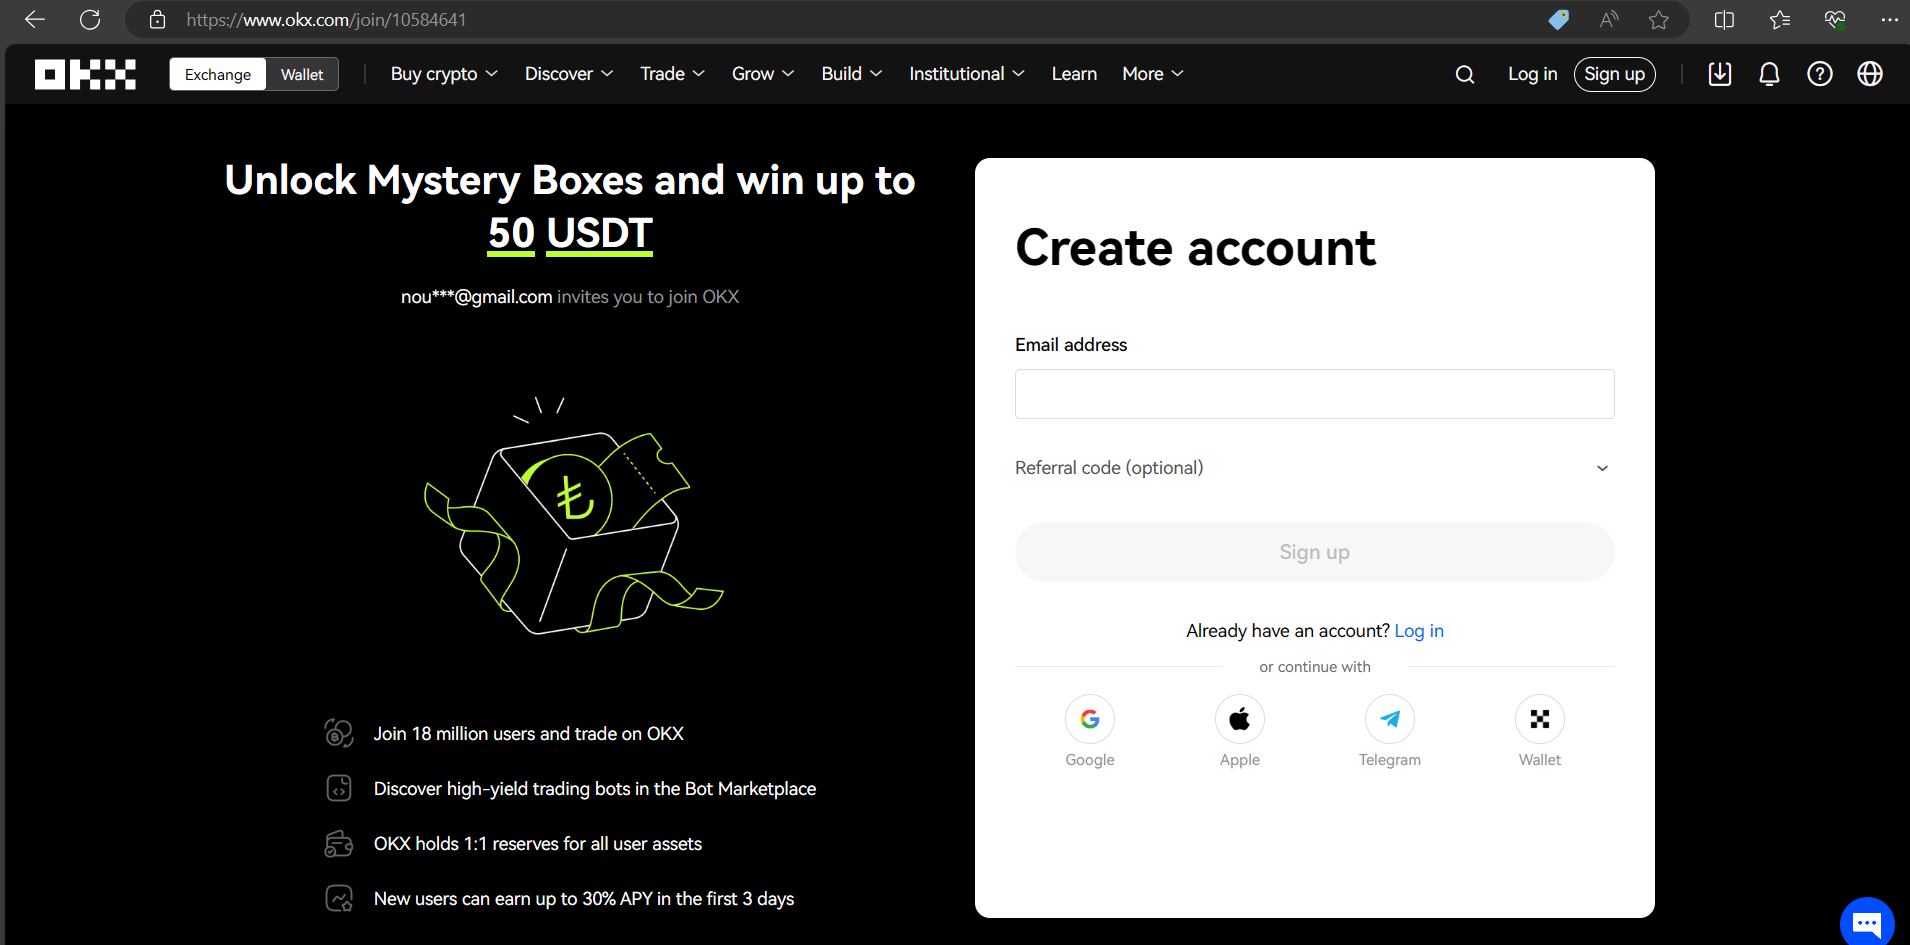 https://www.okx.com/join/10584641
OKX
Exchange
Wallet
Buy crypto
Discover
Trade
Grow
Build
Institutional
Learn
More
Log in
Sign up
Unlock Mystery Boxes and win up to
50 USDT
nou***@gmail.com invites you to join OKX
Join 18 million users and trade on OKX
Discover high-yield trading bots in the Bot Marketplace
OKX holds 1:1 reserves for all user assets
New users can earn up to 30% APY in the first 3 days
Create account
Email address
Referral code (optional)
Sign up
Already have an account? Log in
or continue with
Google
Apple
Telegram
Wallet